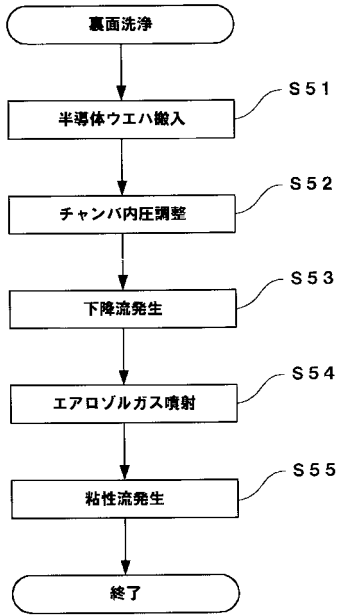 裏面洗浄
S51
半導体ウエハ搬入
S52
チャンバ内圧調整
S53
下降流発生
S54
エアロゾルガス噴射
S55
粘性流発生
終了